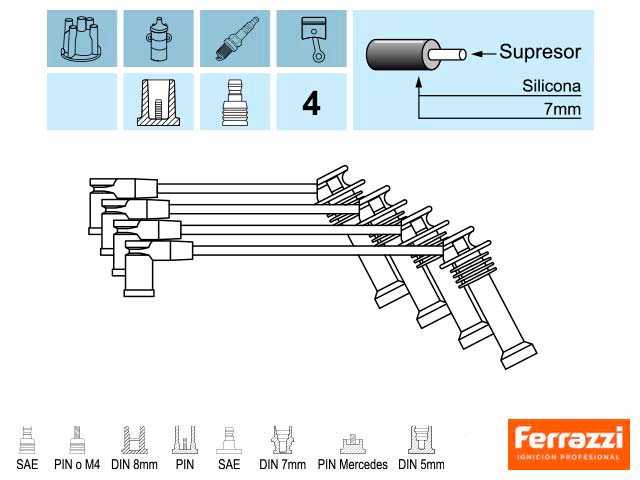 Supresor
Silicona
7mm
4
SAE
PIN o M4
DIN 8mm
PIN
SAE
DIN 7mm
PIN Mercedes
DIN 5mm
Ferrazzi
IGNICION PROFESIONAL